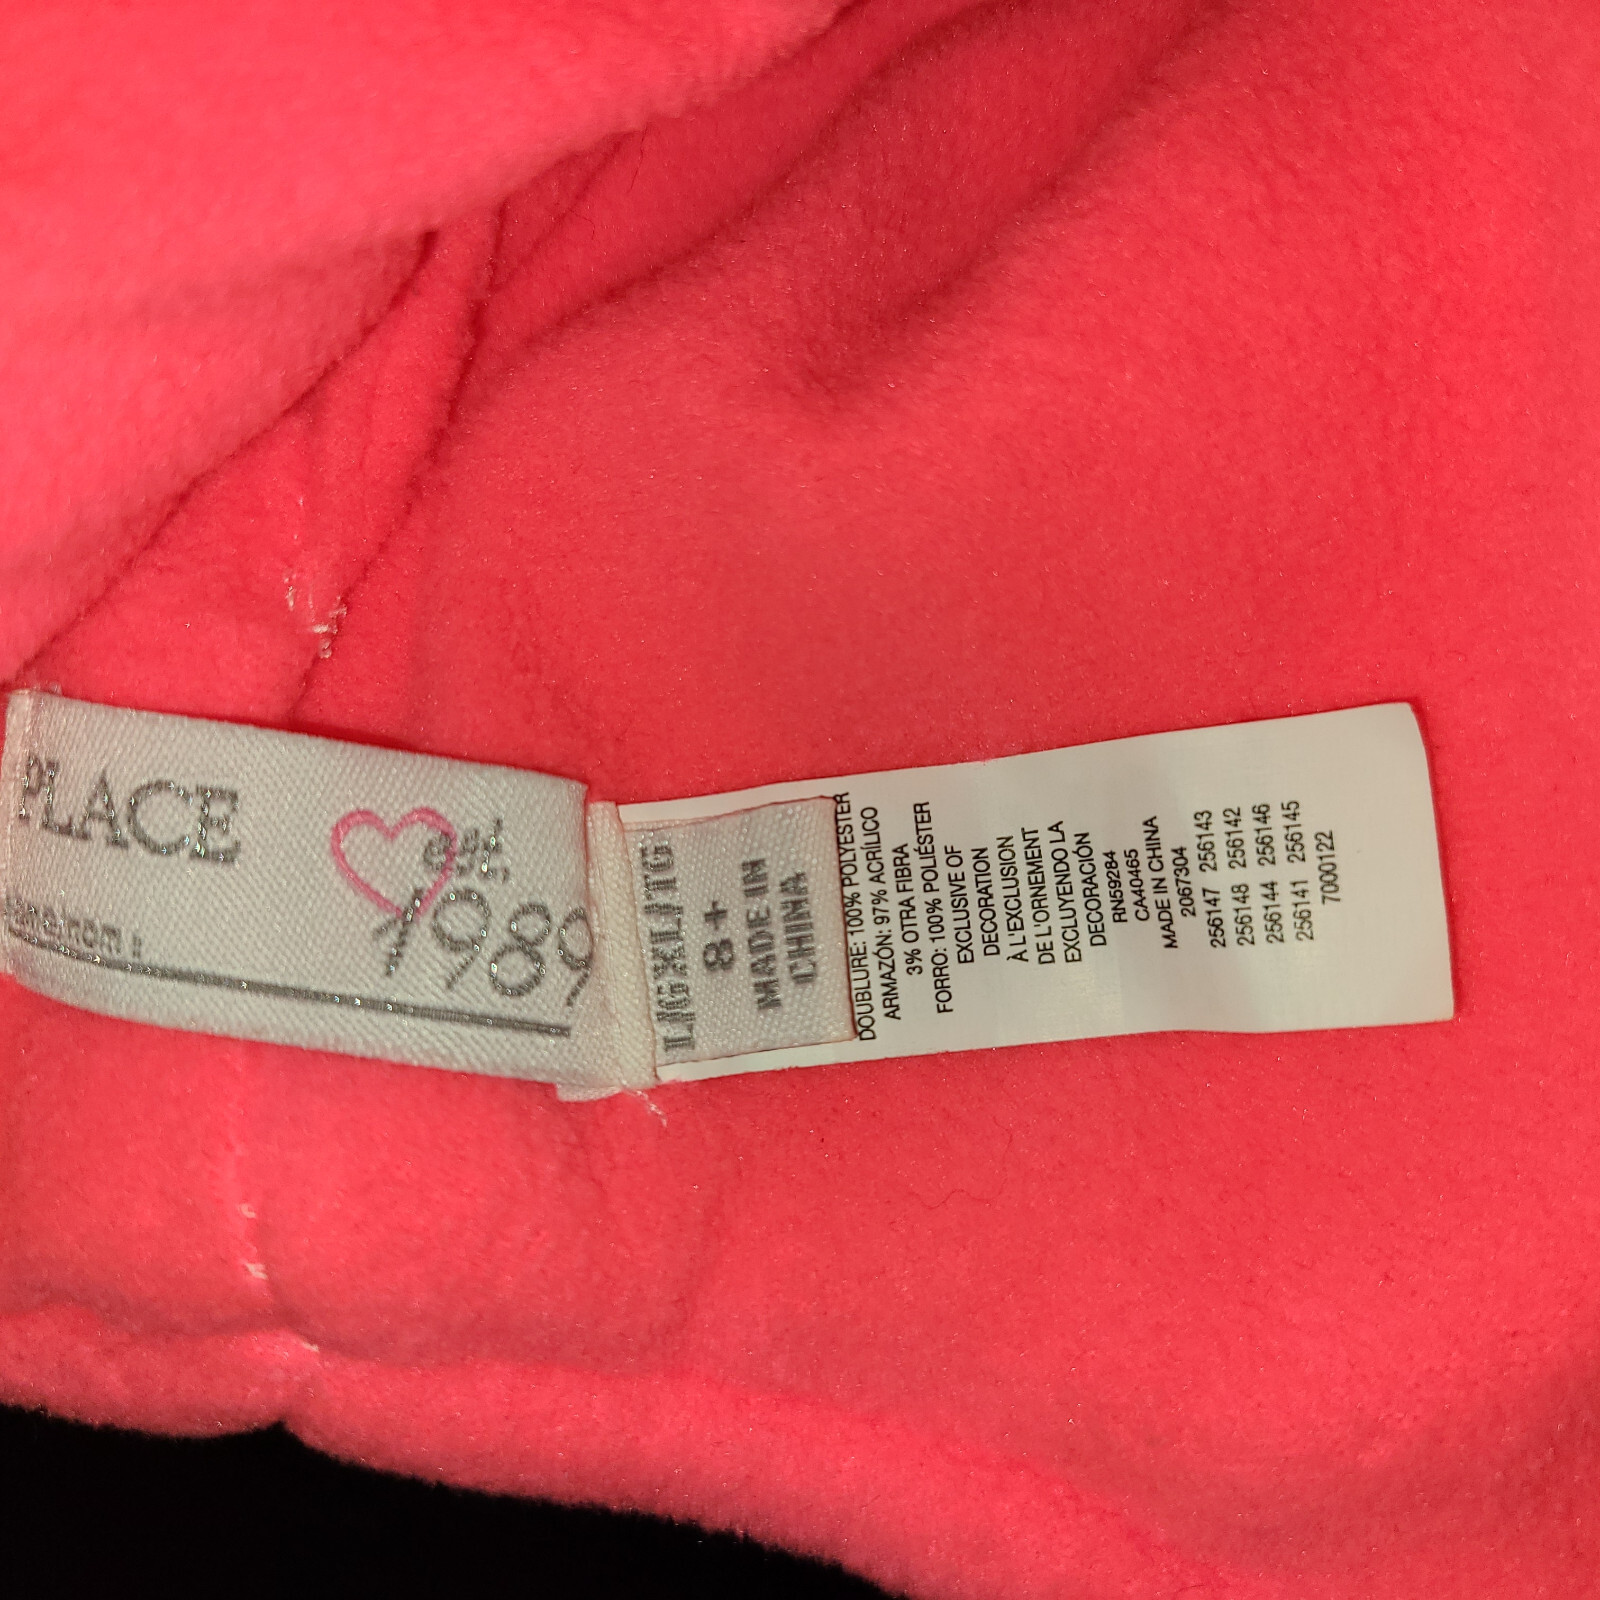 PLACE
est.
1989
L/G XL/TG
8+
MADE IN
CHINA
DOUBLURE: 100% POLYESTER
ARMAZÓN: 97% ACRÍLICO
3% OTRA FIBRA
FORRO: 100% POLIÉSTER
EXCLUSIVE OF
DECORATION
À L'EXCLUSION
DE L'ORNEMENT
EXCLUYENDO LA
DECORACIÓN
RN59284
CA40465
MADE IN CHINA
2067304
256147 256143
256148 256142
256144 256146
256141 256145
7000122